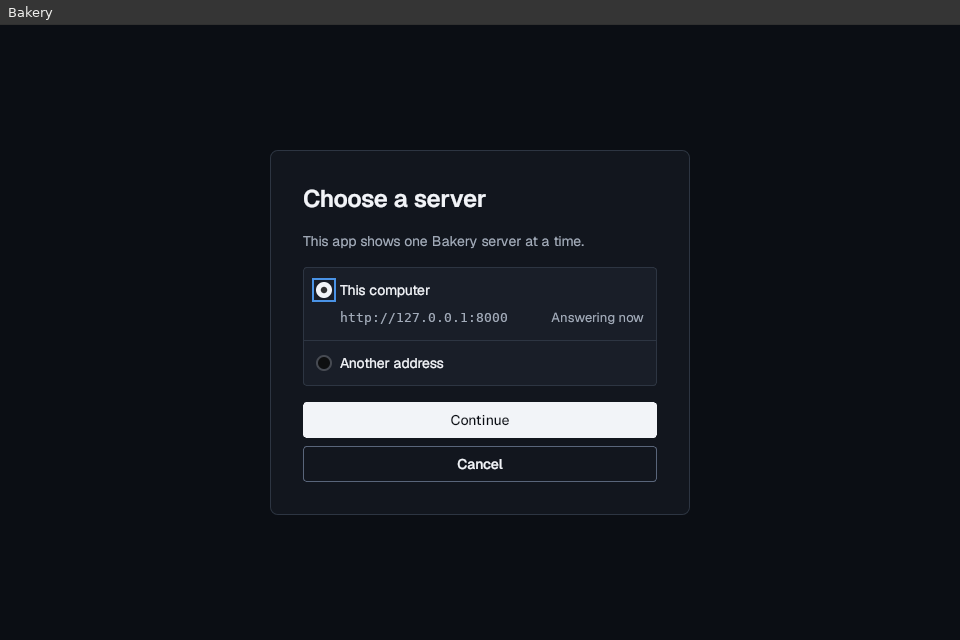 Bakery
Choose a server
This app shows one Bakery server at a time.
This computer
http://127.0.0.1:8000 Answering now
Another address
Continue
Cancel